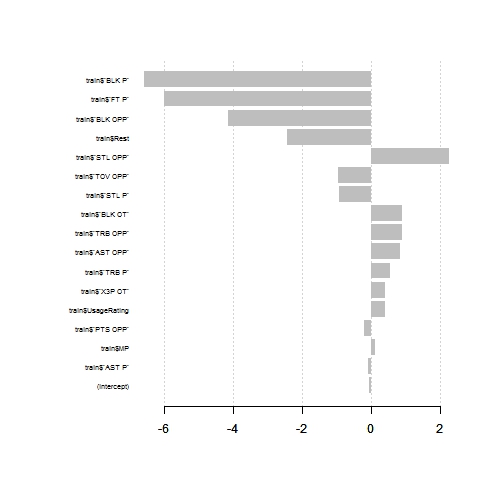 train$`BLK P`
train$`FT P`
train$`BLK OPP`
train$Rest
train$`STL OPP`
train$`TOV OPP`
train$`STL P`
train$`BLK OT`
train$`TRB OPP`
train$`AST OPP`
train$`TRB P`
train$`X3P OT`
train$UsageRating
train$`PTS OPP`
train$MP
train$`AST P`
(Intercept)
-6 -4 -2 0 2